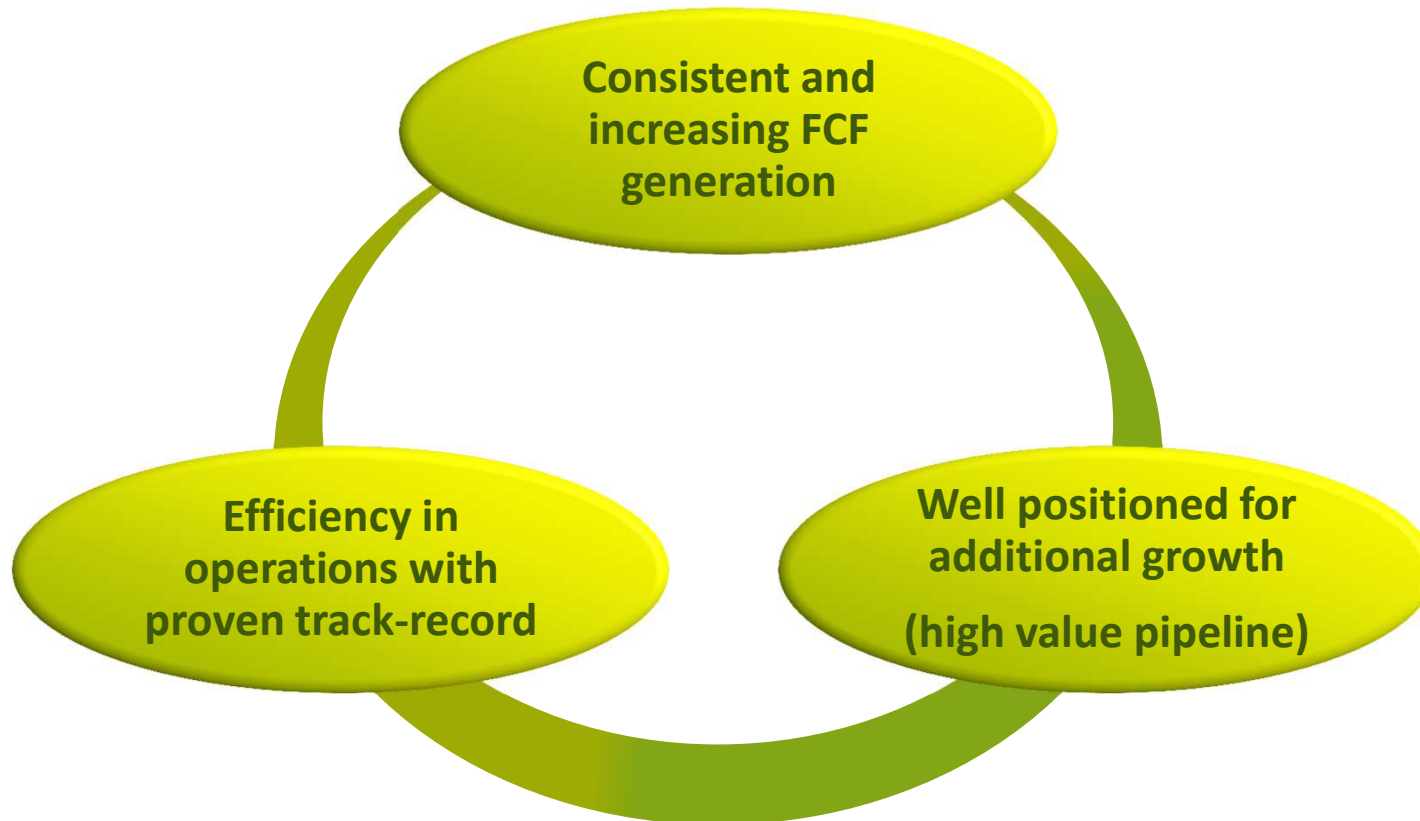 Consistent and
increasing FCF
generation
Efficiency in
operations with
proven track-record
Well positioned for
additional growth
(high value pipeline)